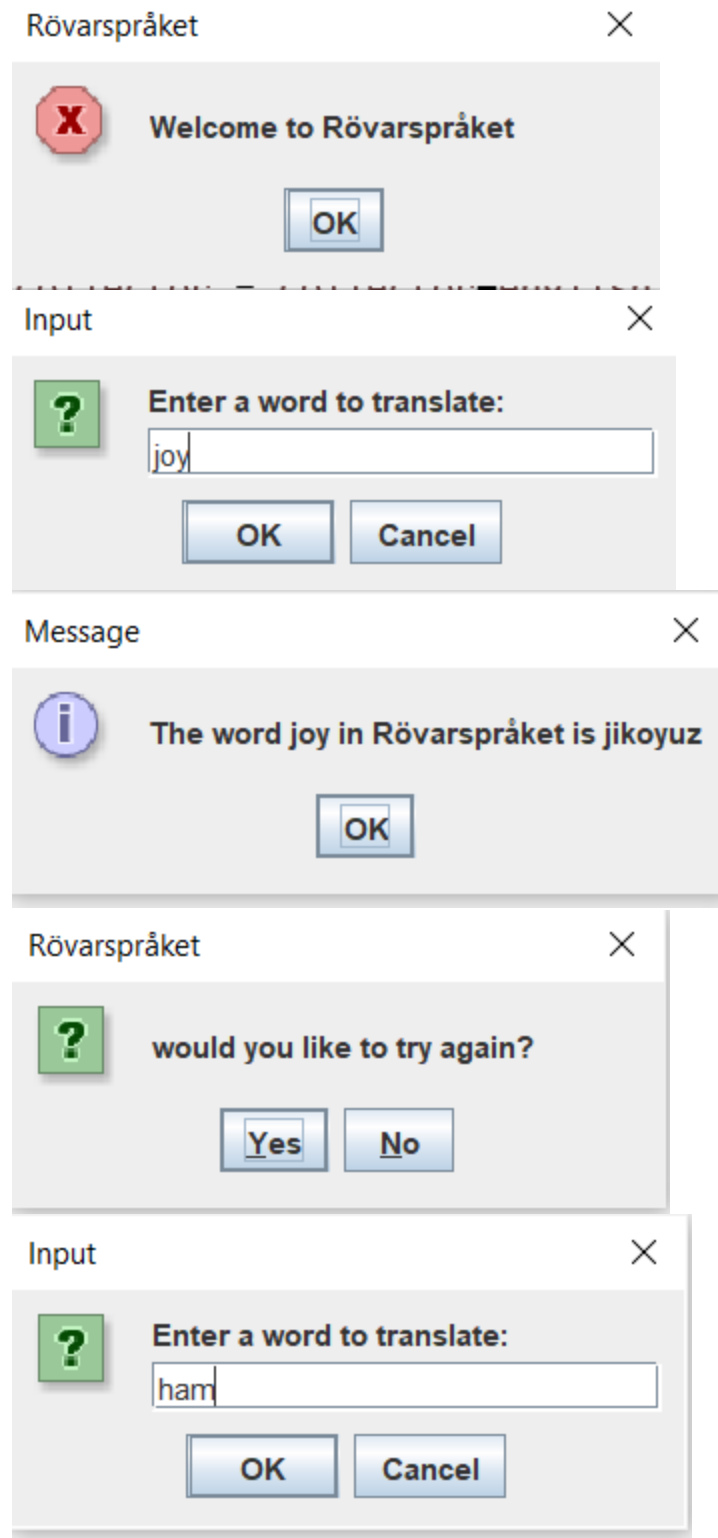 Rövarspråket
Welcome to Rövarspråket
OK
Input
Enter a word to translate:
joy
OK Cancel
Message
The word joy in Rövarspråket is jikoyuz
OK
Rövarspråket
would you like to try again?
Yes No
Input
Enter a word to translate:
ham
OK Cancel